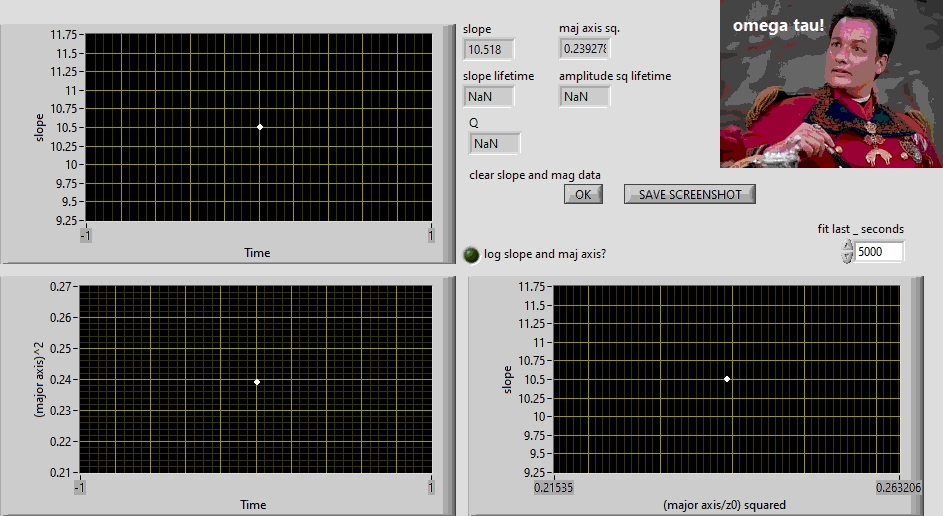 slope
maj axis sq.
10.518
0.239278
slope lifetime
amplitude sq lifetime
NaN
NaN
Q
NaN
clear slope and mag data
OK
SAVE SCREENSHOT
log slope and maj axis?
fit last _ seconds
5000
omega tau!
11.75
11.5
11.25
11
10.75
10.5
10.25
10
9.75
9.5
9.25
slope
-1
1
Time
0.27
0.26
0.25
0.24
0.23
0.22
0.21
(major axis)^2
-1
1
Time
11.75
11.5
11.25
11
10.75
10.5
10.25
10
9.75
9.5
9.25
slope
0.21535
0.263206
(major axis/z0) squared